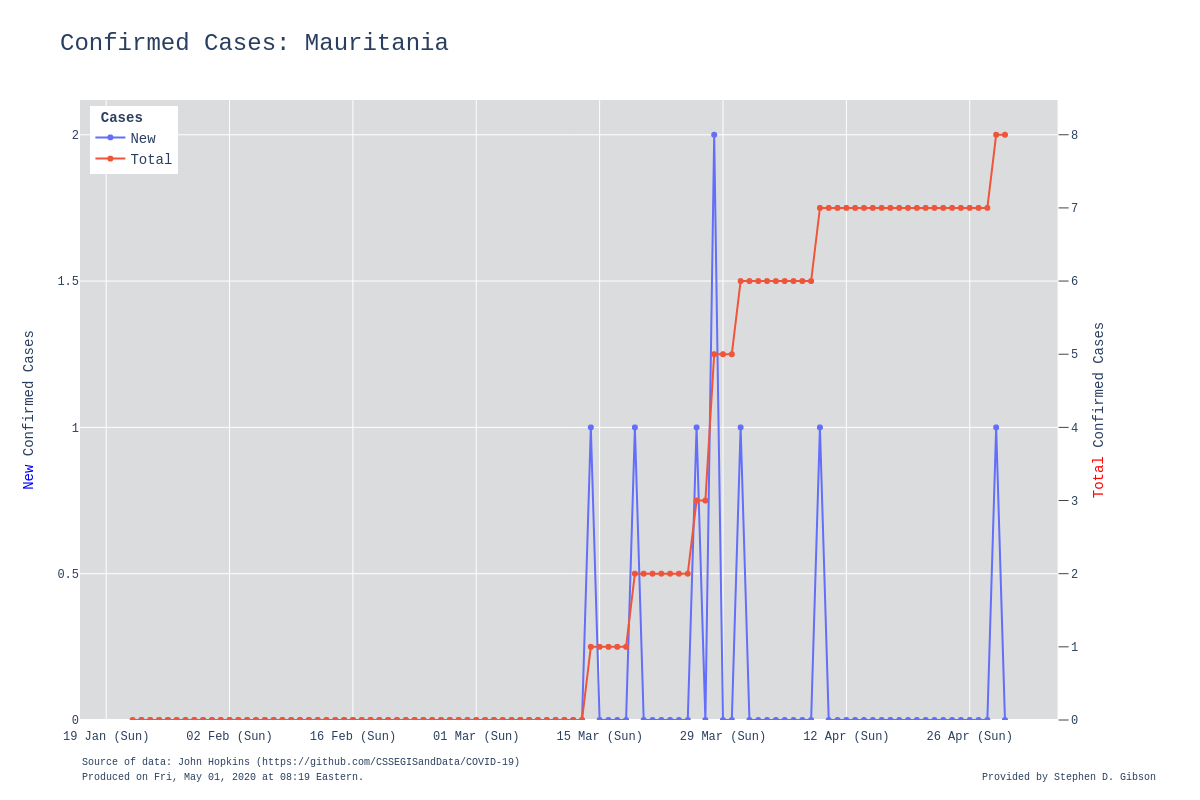 Confirmed Cases: Mauritania
Cases
New
Total
2
1.5
1
0.5
0
New Confirmed Cases
8
7
6
5
4
3
2
1
0
Total Confirmed Cases
19 Jan (Sun) 02 Feb (Sun) 16 Feb (Sun) 01 Mar (Sun) 15 Mar (Sun) 29 Mar (Sun) 12 Apr (Sun) 26 Apr (Sun)
Source of data: John Hopkins (https://github.com/CSSEGISandData/COVID-19)
Produced on Fri, May 01, 2020 at 08:19 Eastern.
Provided by Stephen D. Gibson